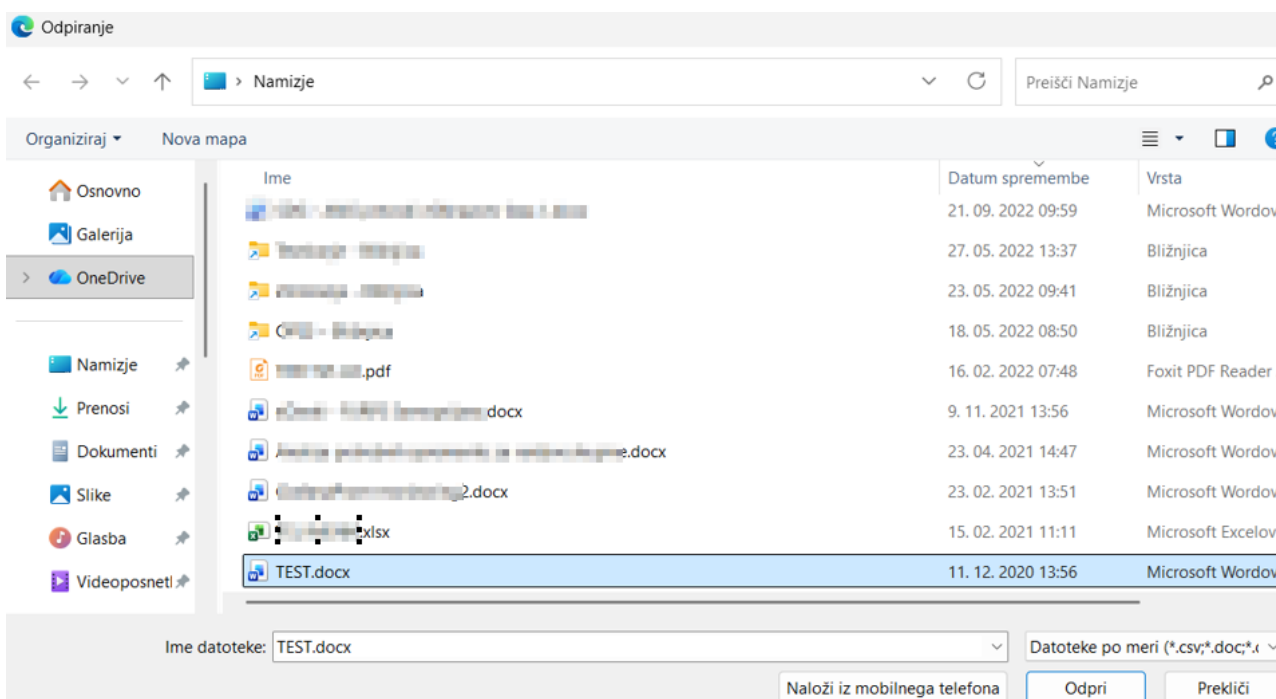 Odpiranje
Namizje
Preišči Namizje
Organiziraj
Nova mapa
Ime Datum spremembe Vrsta
21. 09. 2022 09:59 Microsoft Wordov
27. 05. 2022 13:37 Bližnjica
23. 05. 2022 09:41 Bližnjica
18. 05. 2022 08:50 Bližnjica
.pdf 16. 02. 2022 07:48 Foxit PDF Reader
.docx 9. 11. 2021 13:56 Microsoft Wordov
.docx 23. 04. 2021 14:47 Microsoft Wordov
2.docx 23. 02. 2021 13:51 Microsoft Wordov
.xlsx 15. 02. 2021 11:11 Microsoft Excelov
TEST.docx 11. 12. 2020 13:56 Microsoft Wordov
Osnovno
Galerija
OneDrive
Namizje
Prenosi
Dokumenti
Slike
Glasba
Videoposnetl
Ime datoteke: TEST.docx Datoteke po meri (*.csv;*.doc;*.
Naloži iz mobilnega telefona Odpri Prekliči